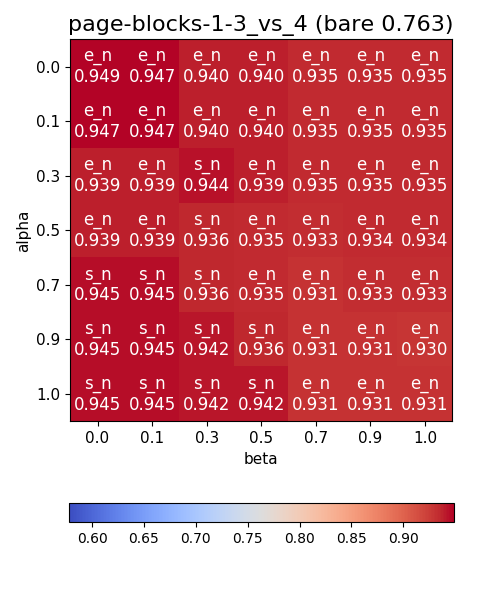 page-blocks-1-3_vs_4 (bare 0.763)
0.0 e_n e_n e_n e_n e_n e_n e_n
0.949 0.947 0.940 0.940 0.935 0.935 0.935
0.1 e_n e_n e_n e_n e_n e_n e_n
0.947 0.947 0.940 0.940 0.935 0.935 0.935
0.3 e_n e_n s_n e_n e_n e_n e_n
0.939 0.939 0.944 0.939 0.935 0.935 0.935
alpha
0.5 e_n e_n s_n e_n e_n e_n e_n
0.939 0.939 0.936 0.935 0.933 0.934 0.934
0.7 s_n s_n s_n e_n e_n e_n e_n
0.945 0.945 0.936 0.935 0.931 0.933 0.933
0.9 s_n s_n s_n s_n e_n e_n e_n
0.945 0.945 0.942 0.936 0.931 0.931 0.930
1.0 s_n s_n s_n s_n e_n e_n e_n
0.945 0.945 0.942 0.942 0.931 0.931 0.931
0.0 0.1 0.3 0.5 0.7 0.9 1.0
beta
0.60 0.65 0.70 0.75 0.80 0.85 0.90